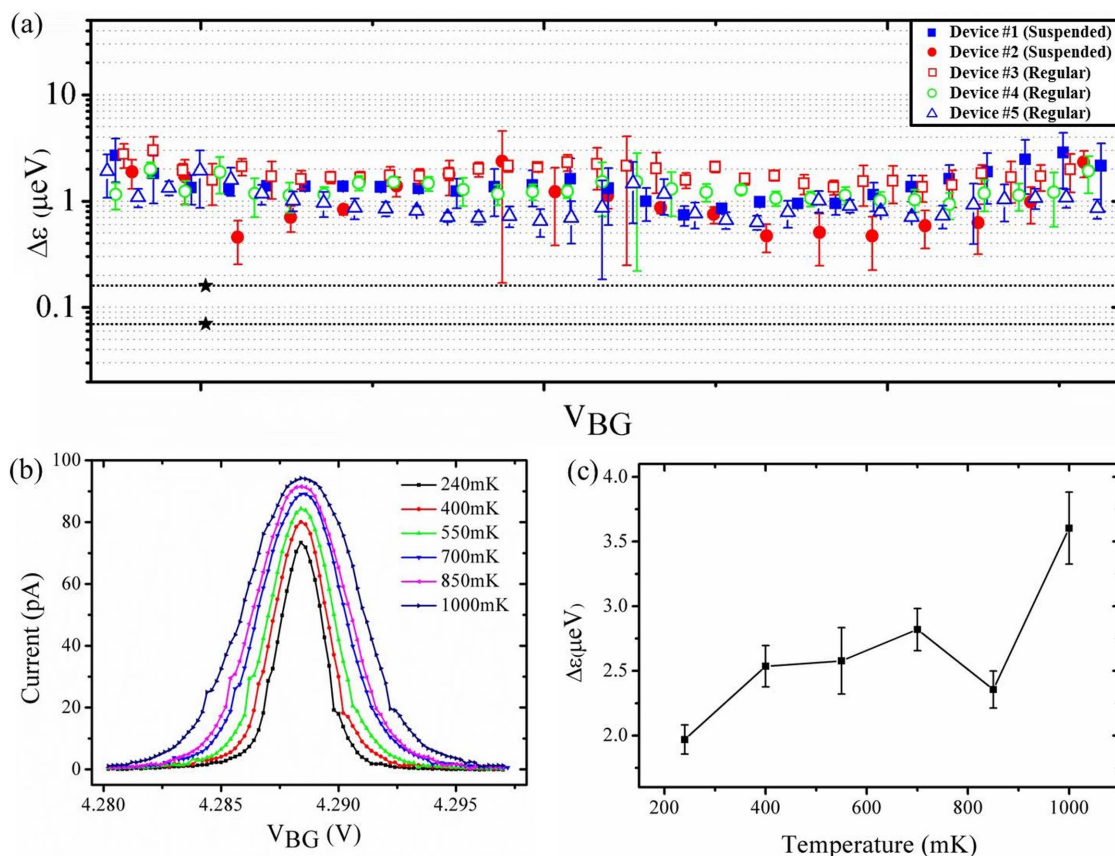 (a)
Device #1 (Suspended)
Device #2 (Suspended)
Device #3 (Regular)
Device #4 (Regular)
Device #5 (Regular)
10
1
0.1
Δε (μeV)
V_BG
(b)
100
80
60
40
20
0
Current (pA)
240mK
400mK
550mK
700mK
850mK
1000mK
4.280
4.285
4.290
4.295
V_BG (V)
(c)
4.0
3.5
3.0
2.5
2.0
Δε(μeV)
200
400
600
800
1000
Temperature (mK)